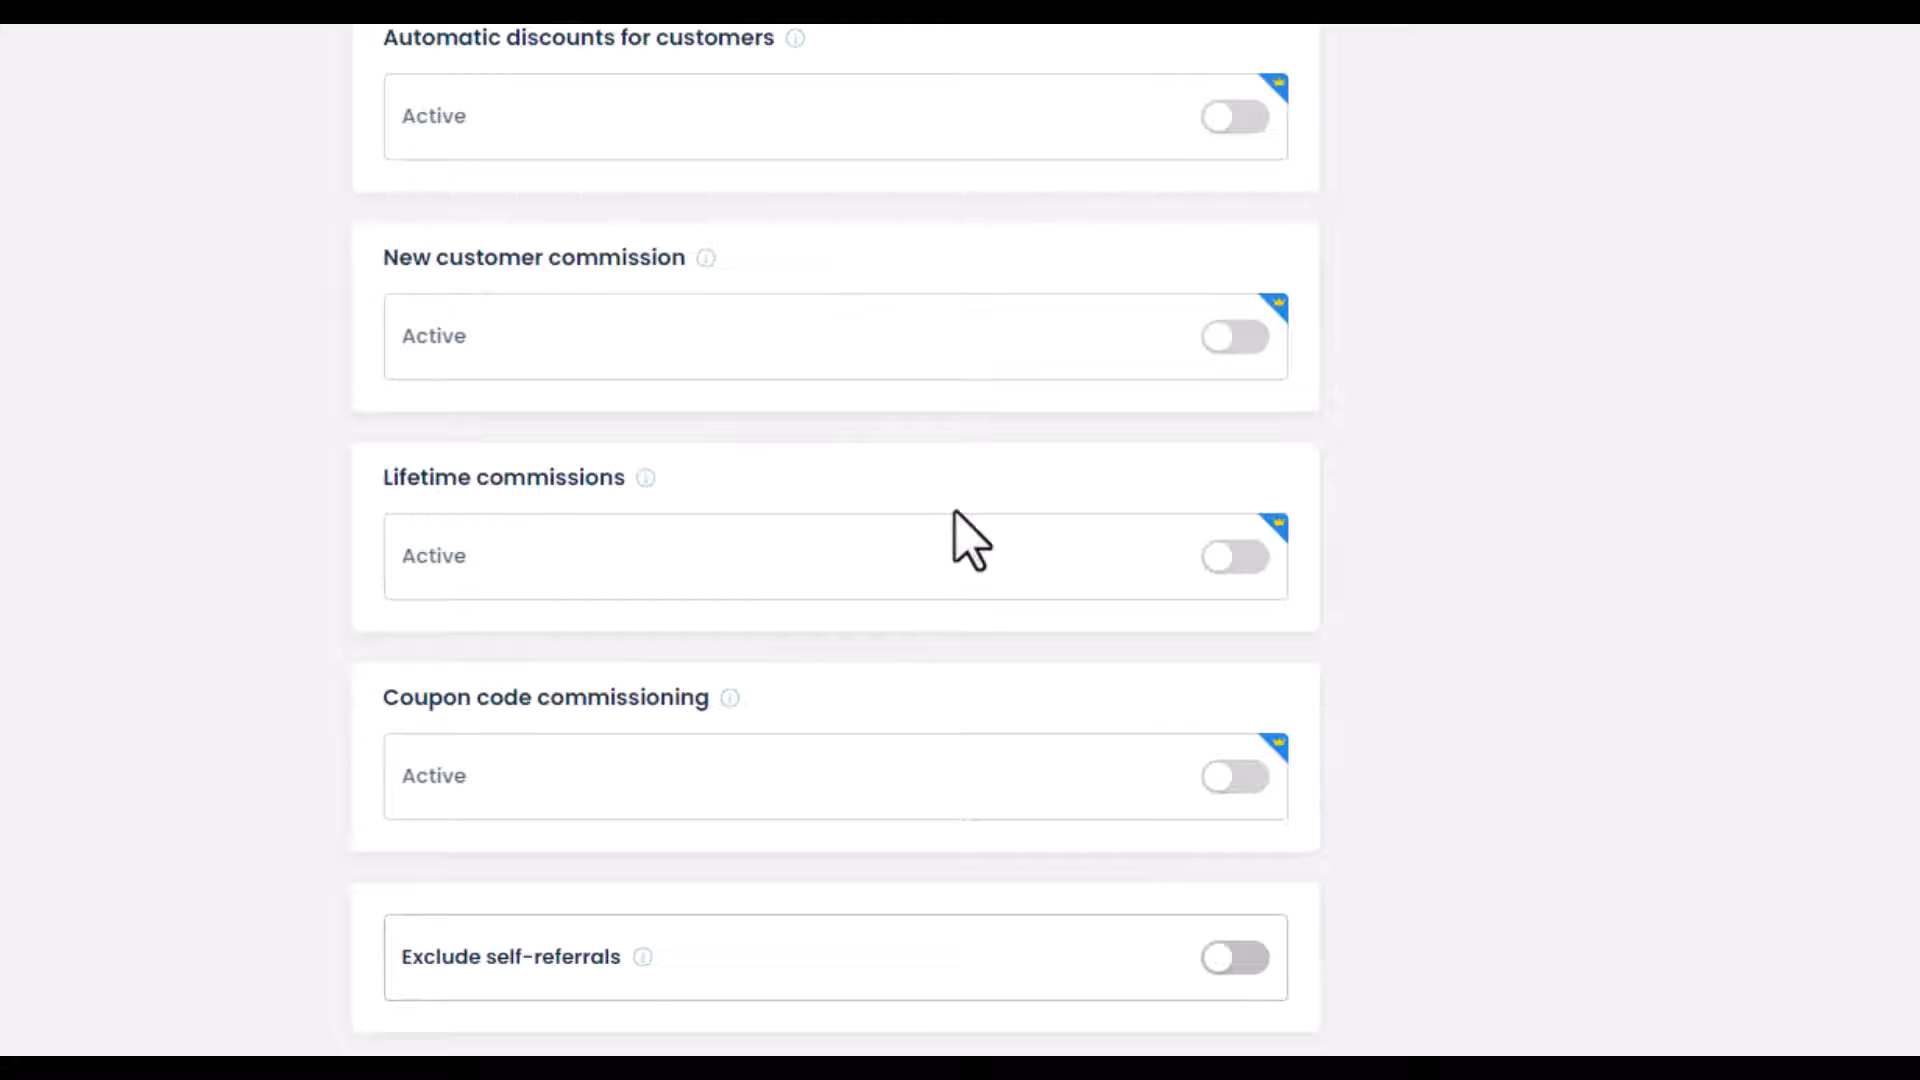 Automatic discounts for customers
Active
New customer commission
Active
Lifetime commissions
Active
Coupon code commissioning
Active
Exclude self-referrals